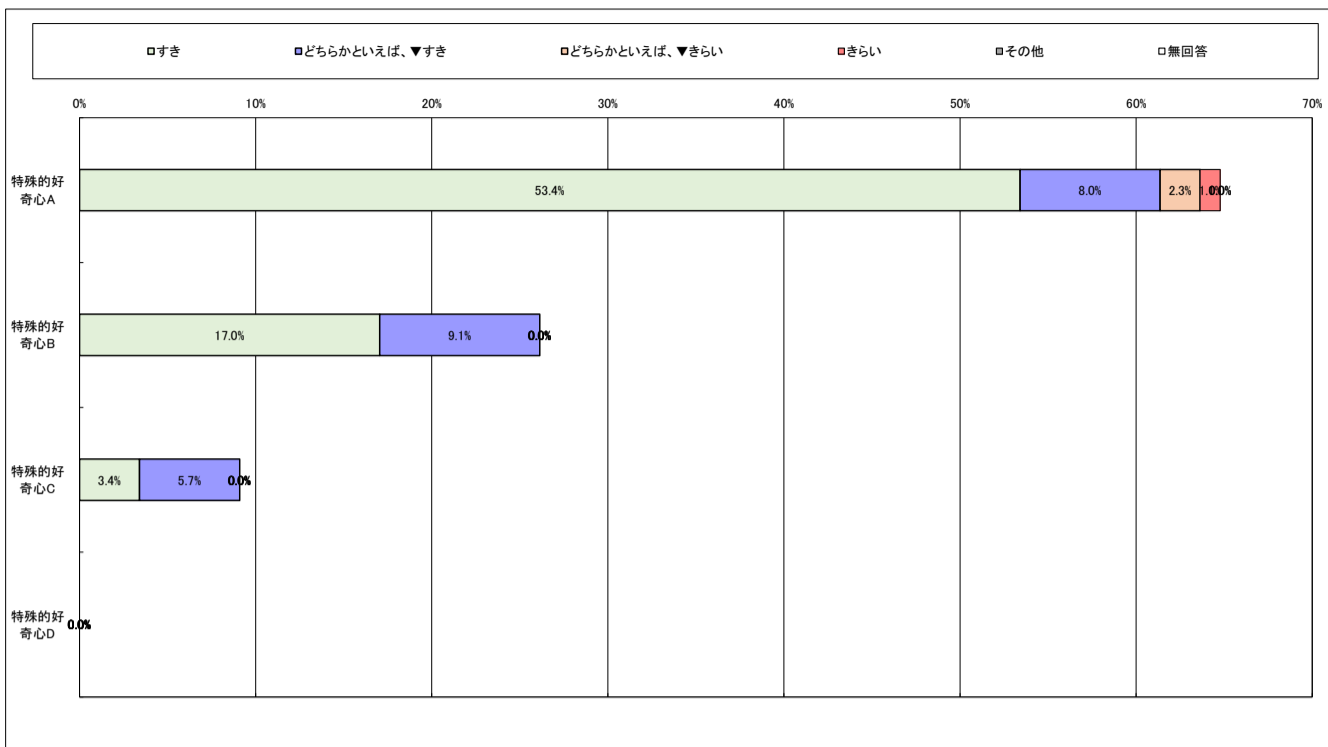 すき どちらかといえば、▼すき どちらかといえば、▼きらい きらい その他 無回答
0% 10% 20% 30% 40% 50% 60% 70%
特殊的好
奇心A
53.4% 8.0% 2.3% 0.0%
特殊的好
奇心B
17.0% 9.1% 0.0%
特殊的好
奇心C
3.4% 5.7% 0.0%
特殊的好
奇心D
0.0%